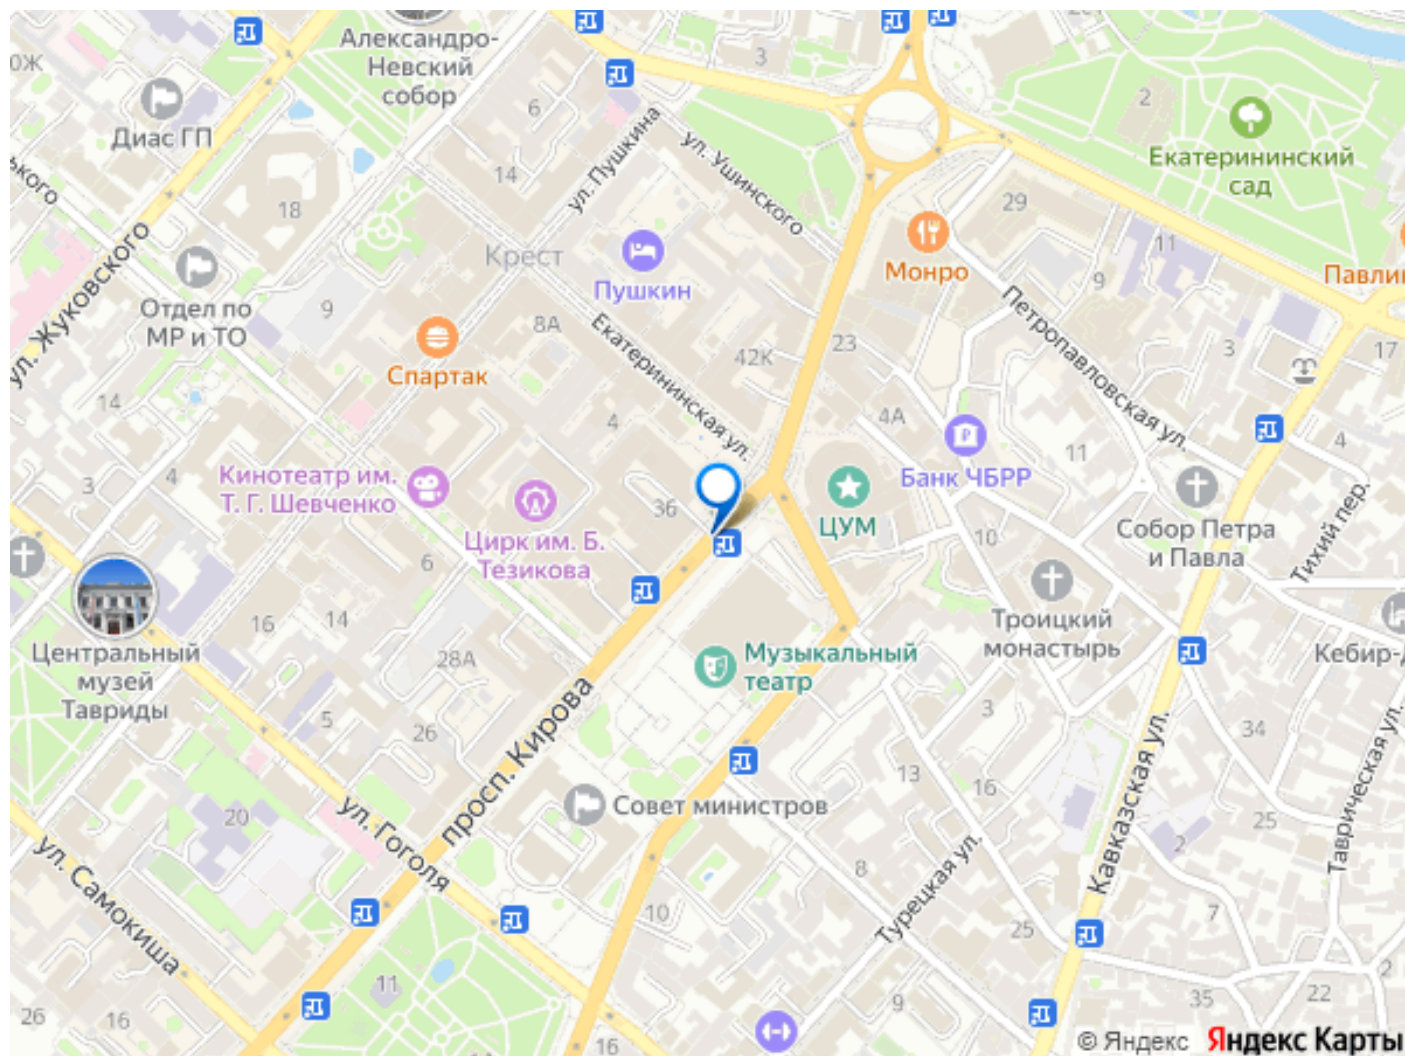 Александро-
Невский
собор
3
6
2
ОЖ
Диас ГП
ул. Пушкина
ул. Ушинского
Екатерининский
сад
14
18
29
ького
Крест
Монро
11
9
Павли
Пушкин
ул. Жуковского
Отдел по
МР и ТО
9
8А
Екатерининская ул.
42К
23
Петропавловская ул.
3
17
Спартак
14
4
4А
11
4
3
4
Кинотеатр им.
Т. Г. Шевченко
Банк ЧБРР
36
ЦУМ
Цирк им. Б.
Тезикова
10
Собор Петра
и Павла
Тихий пер.
6
16
14
Троицкий
монастырь
Центральный
музей
Тавриды
28А
Музыкальный
театр
Кебир-
5
26
просп. Кирова
3
34
13
16
20
ул. Гоголя
Совет министров
Кавказская ул.
25
2
Таврическая ул.
ул. Самокиша
8
Турецкая ул.
10
25
7
11
2
26
16
9
35
22
16
© Яндекс Яндекс Карты